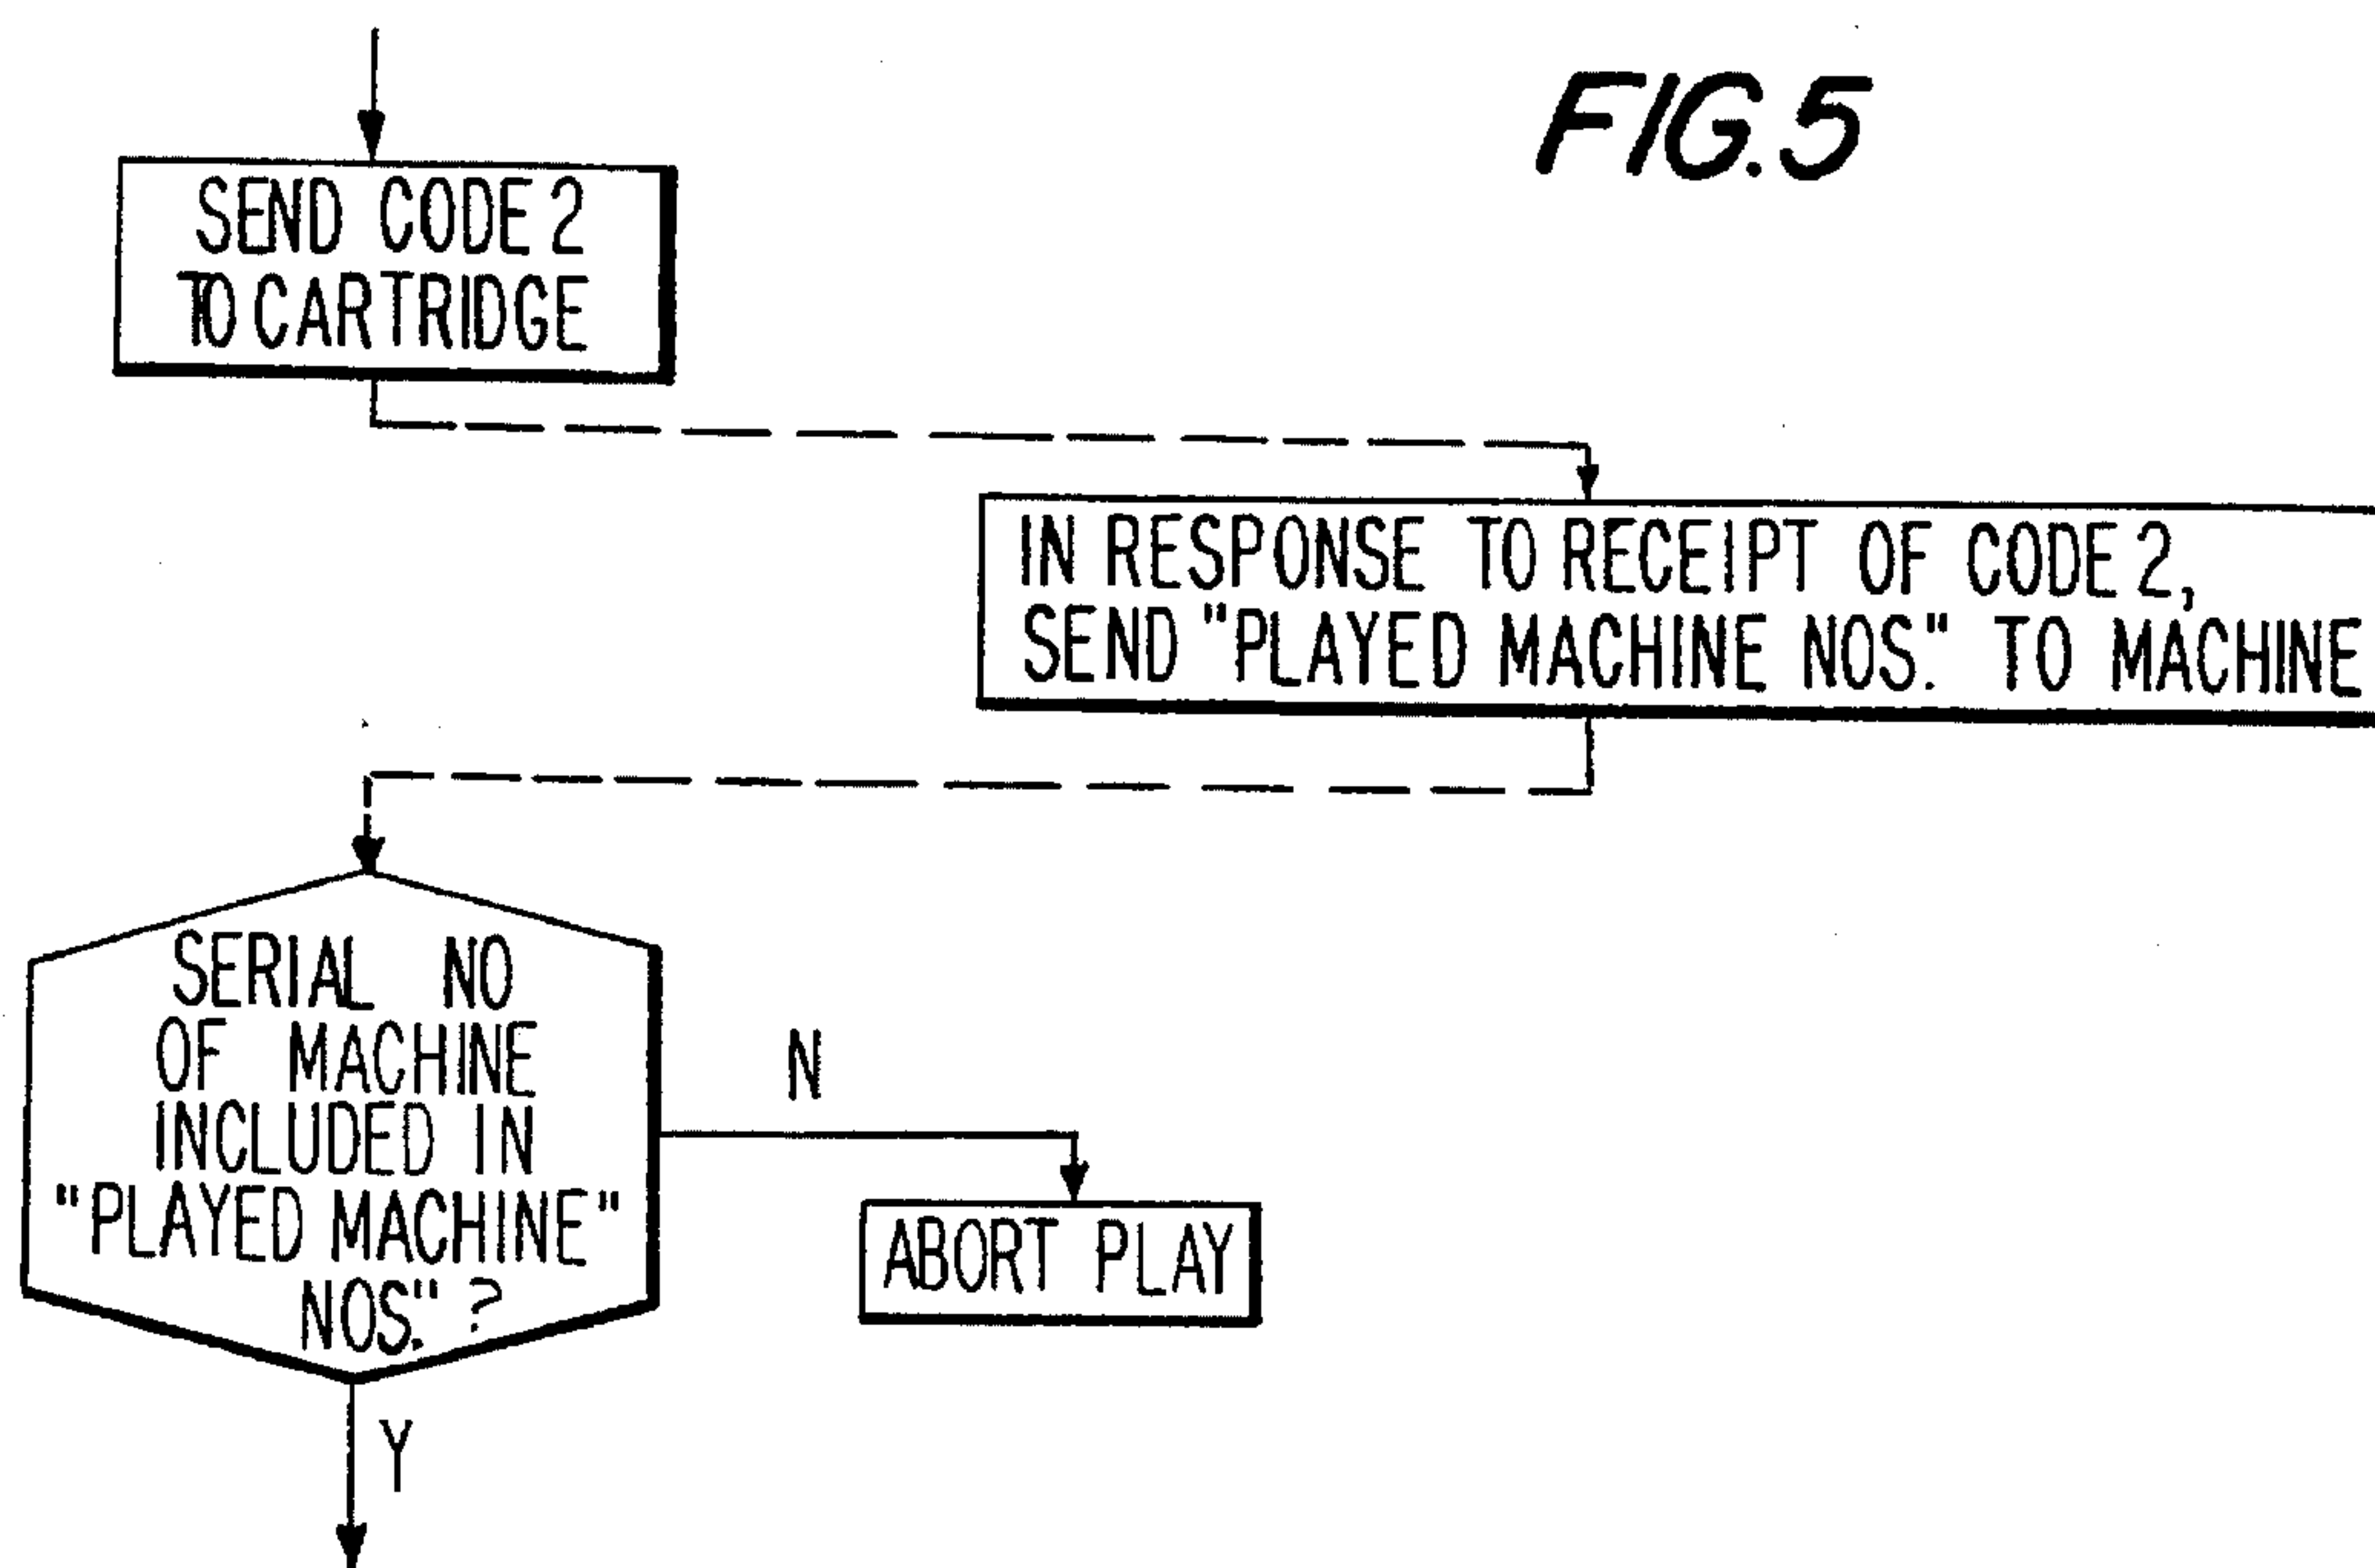 FIG.5
SEND CODE 2
TO CARTRIDGE
IN RESPONSE TO RECEIPT OF CODE 2,
SEND "PLAYED MACHINE NOS." TO MACHINE
SERIAL NO
OF MACHINE
INCLUDED IN
"PLAYED MACHINE"
NOS." ?
N
ABORT PLAY
Y